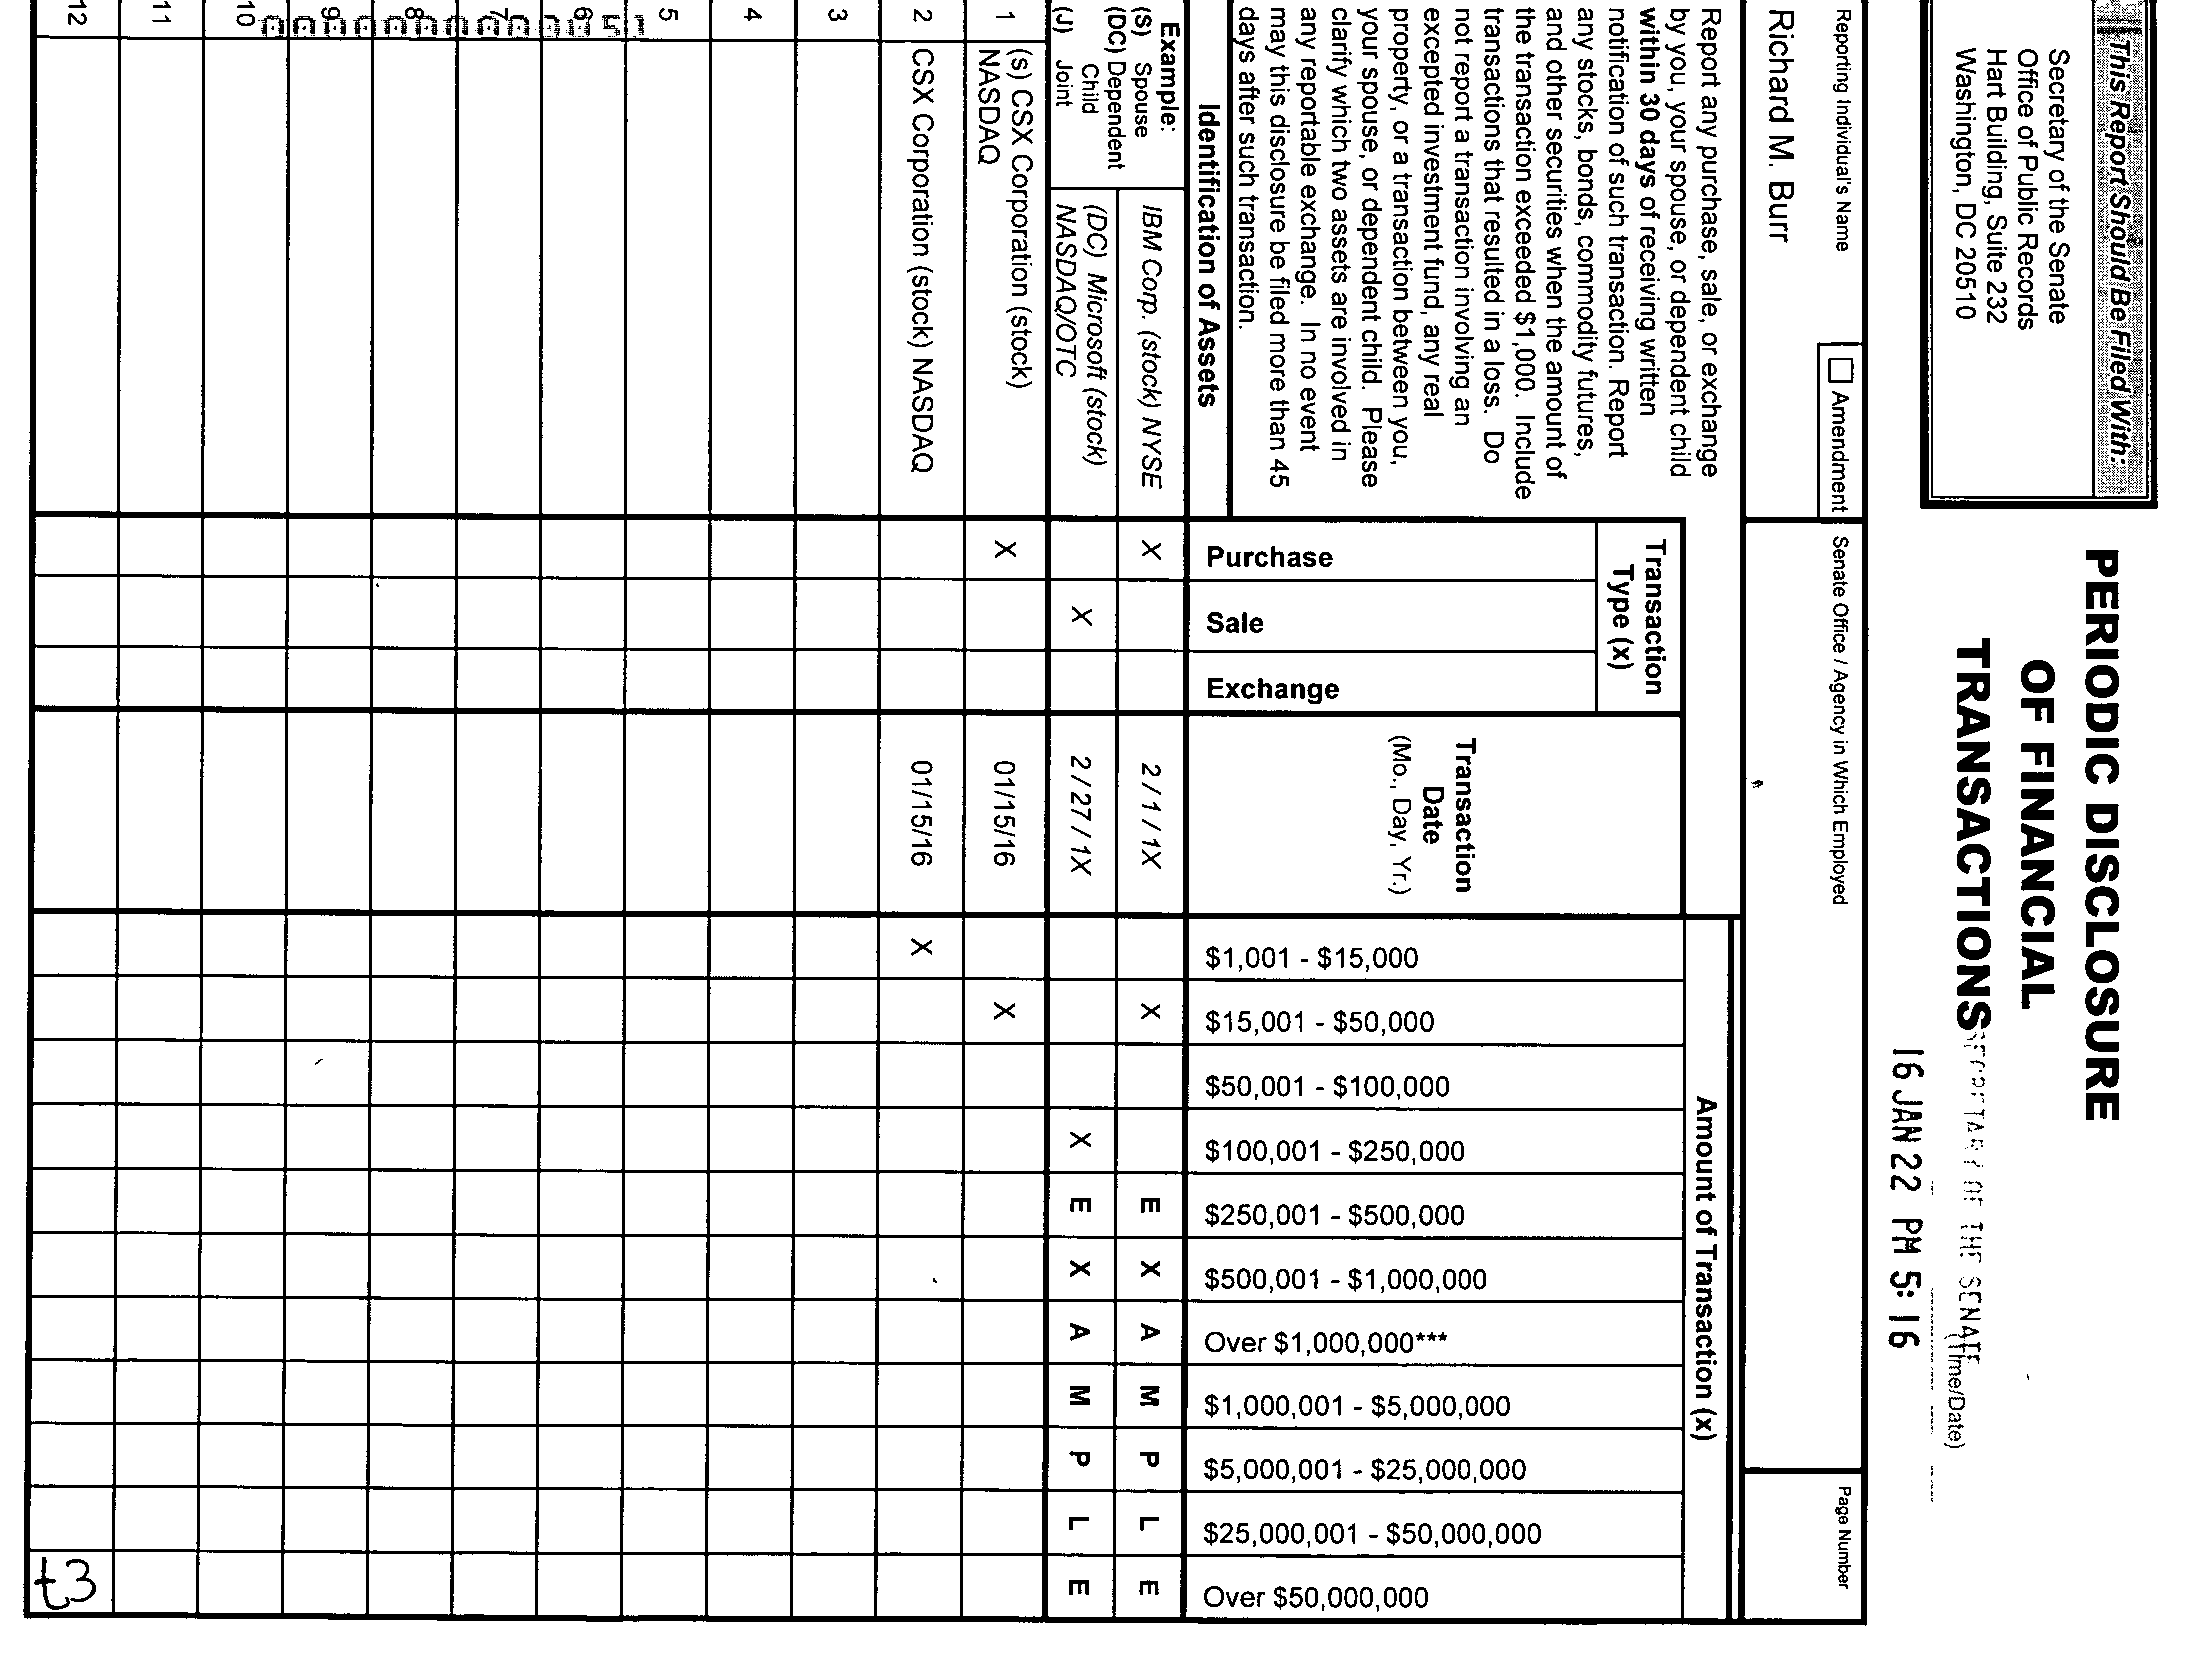 This Report Should Be Filed With:
Secretary of the Senate
Office of Public Records
Hart Building, Suite 232
Washington, DC 20510
PERIODIC DISCLOSURE
OF FINANCIAL
TRANSACTIONS
SECRETARY OF THE SENATE
(Time/Date)
16 JAN 22 PM 5:16
Reporting Individual's Name
Richard M. Burr
Amendment
Senate Office / Agency in Which Employed
Page Number
Report any purchase, sale, or exchange
by you, your spouse, or dependent child
within 30 days of receiving written
notification of such transaction. Report
any stocks, bonds, commodity futures,
and other securities when the amount of
the transaction exceeded $1,000. Include
transactions that resulted in a loss. Do
not report a transaction involving an
excepted investment fund, any real
property, or a transaction between you,
your spouse, or dependent child. Please
clarify which two assets are involved in
any reportable exchange. In no event
may this disclosure be filed more than 45
days after such transaction.
Identification of Assets
Transaction
Type (x)
Purchase
Sale
Exchange
Transaction
Date
(Mo., Day, Yr.)
Amount of Transaction (x)
$1,001 - $15,000
$15,001 - $50,000
$50,001 - $100,000
$100,001 - $250,000
$250,001 - $500,000
$500,001 - $1,000,000
Over $1,000,000***
$1,000,001 - $5,000,000
$5,000,001 - $25,000,000
$25,000,001 - $50,000,000
Over $50,000,000
Example:
(S) Spouse
(DC) Dependent
Child
(J) Joint
IBM Corp. (stock) NYSE X 2 / 1 / 1X X E X A M P L E
(DC) Microsoft (stock)
NASDAQ/OTC X 2 / 27 / 1X X E X A M P L E
1 (s) CSX Corporation (stock)
NASDAQ X 01/15/16 X
2 CSX Corporation (stock) NASDAQ 01/15/16 X
3
4
5
6
7
8
9
10
11
12
t3